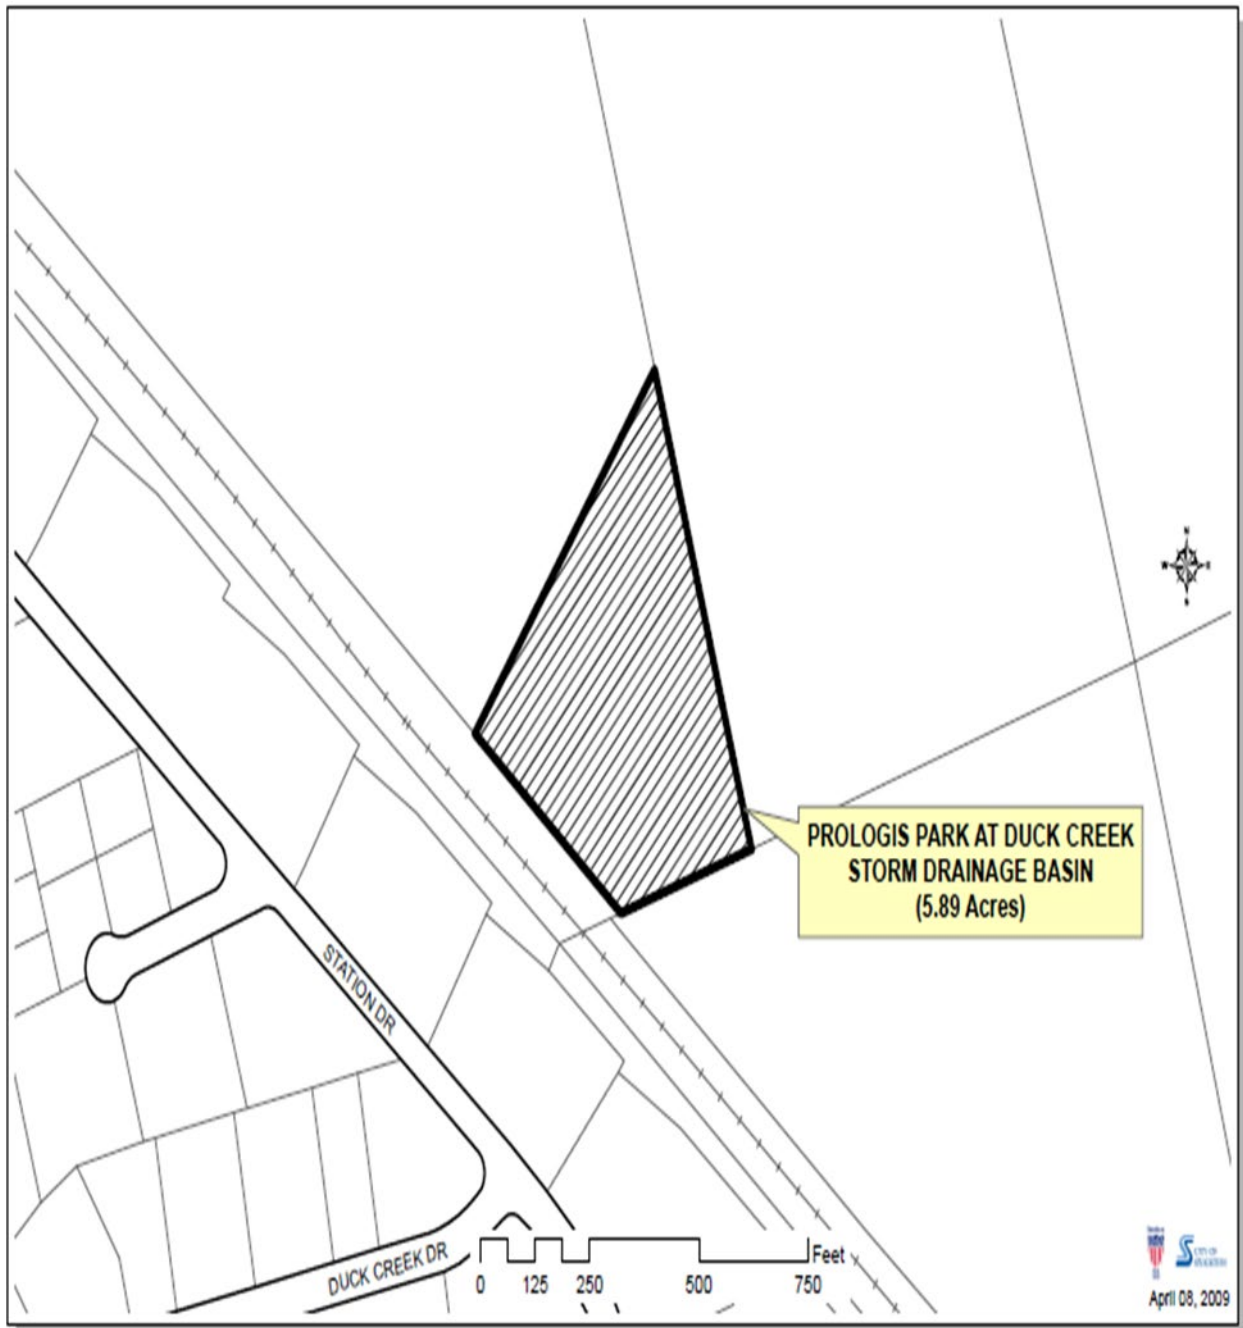 N
W E
S
PROLOGIS PARK AT DUCK CREEK
STORM DRAINAGE BASIN
(5.89 Acres)
STATION DR
DUCK CREEK DR
Feet
0 125 250 500 750
April 08, 2009